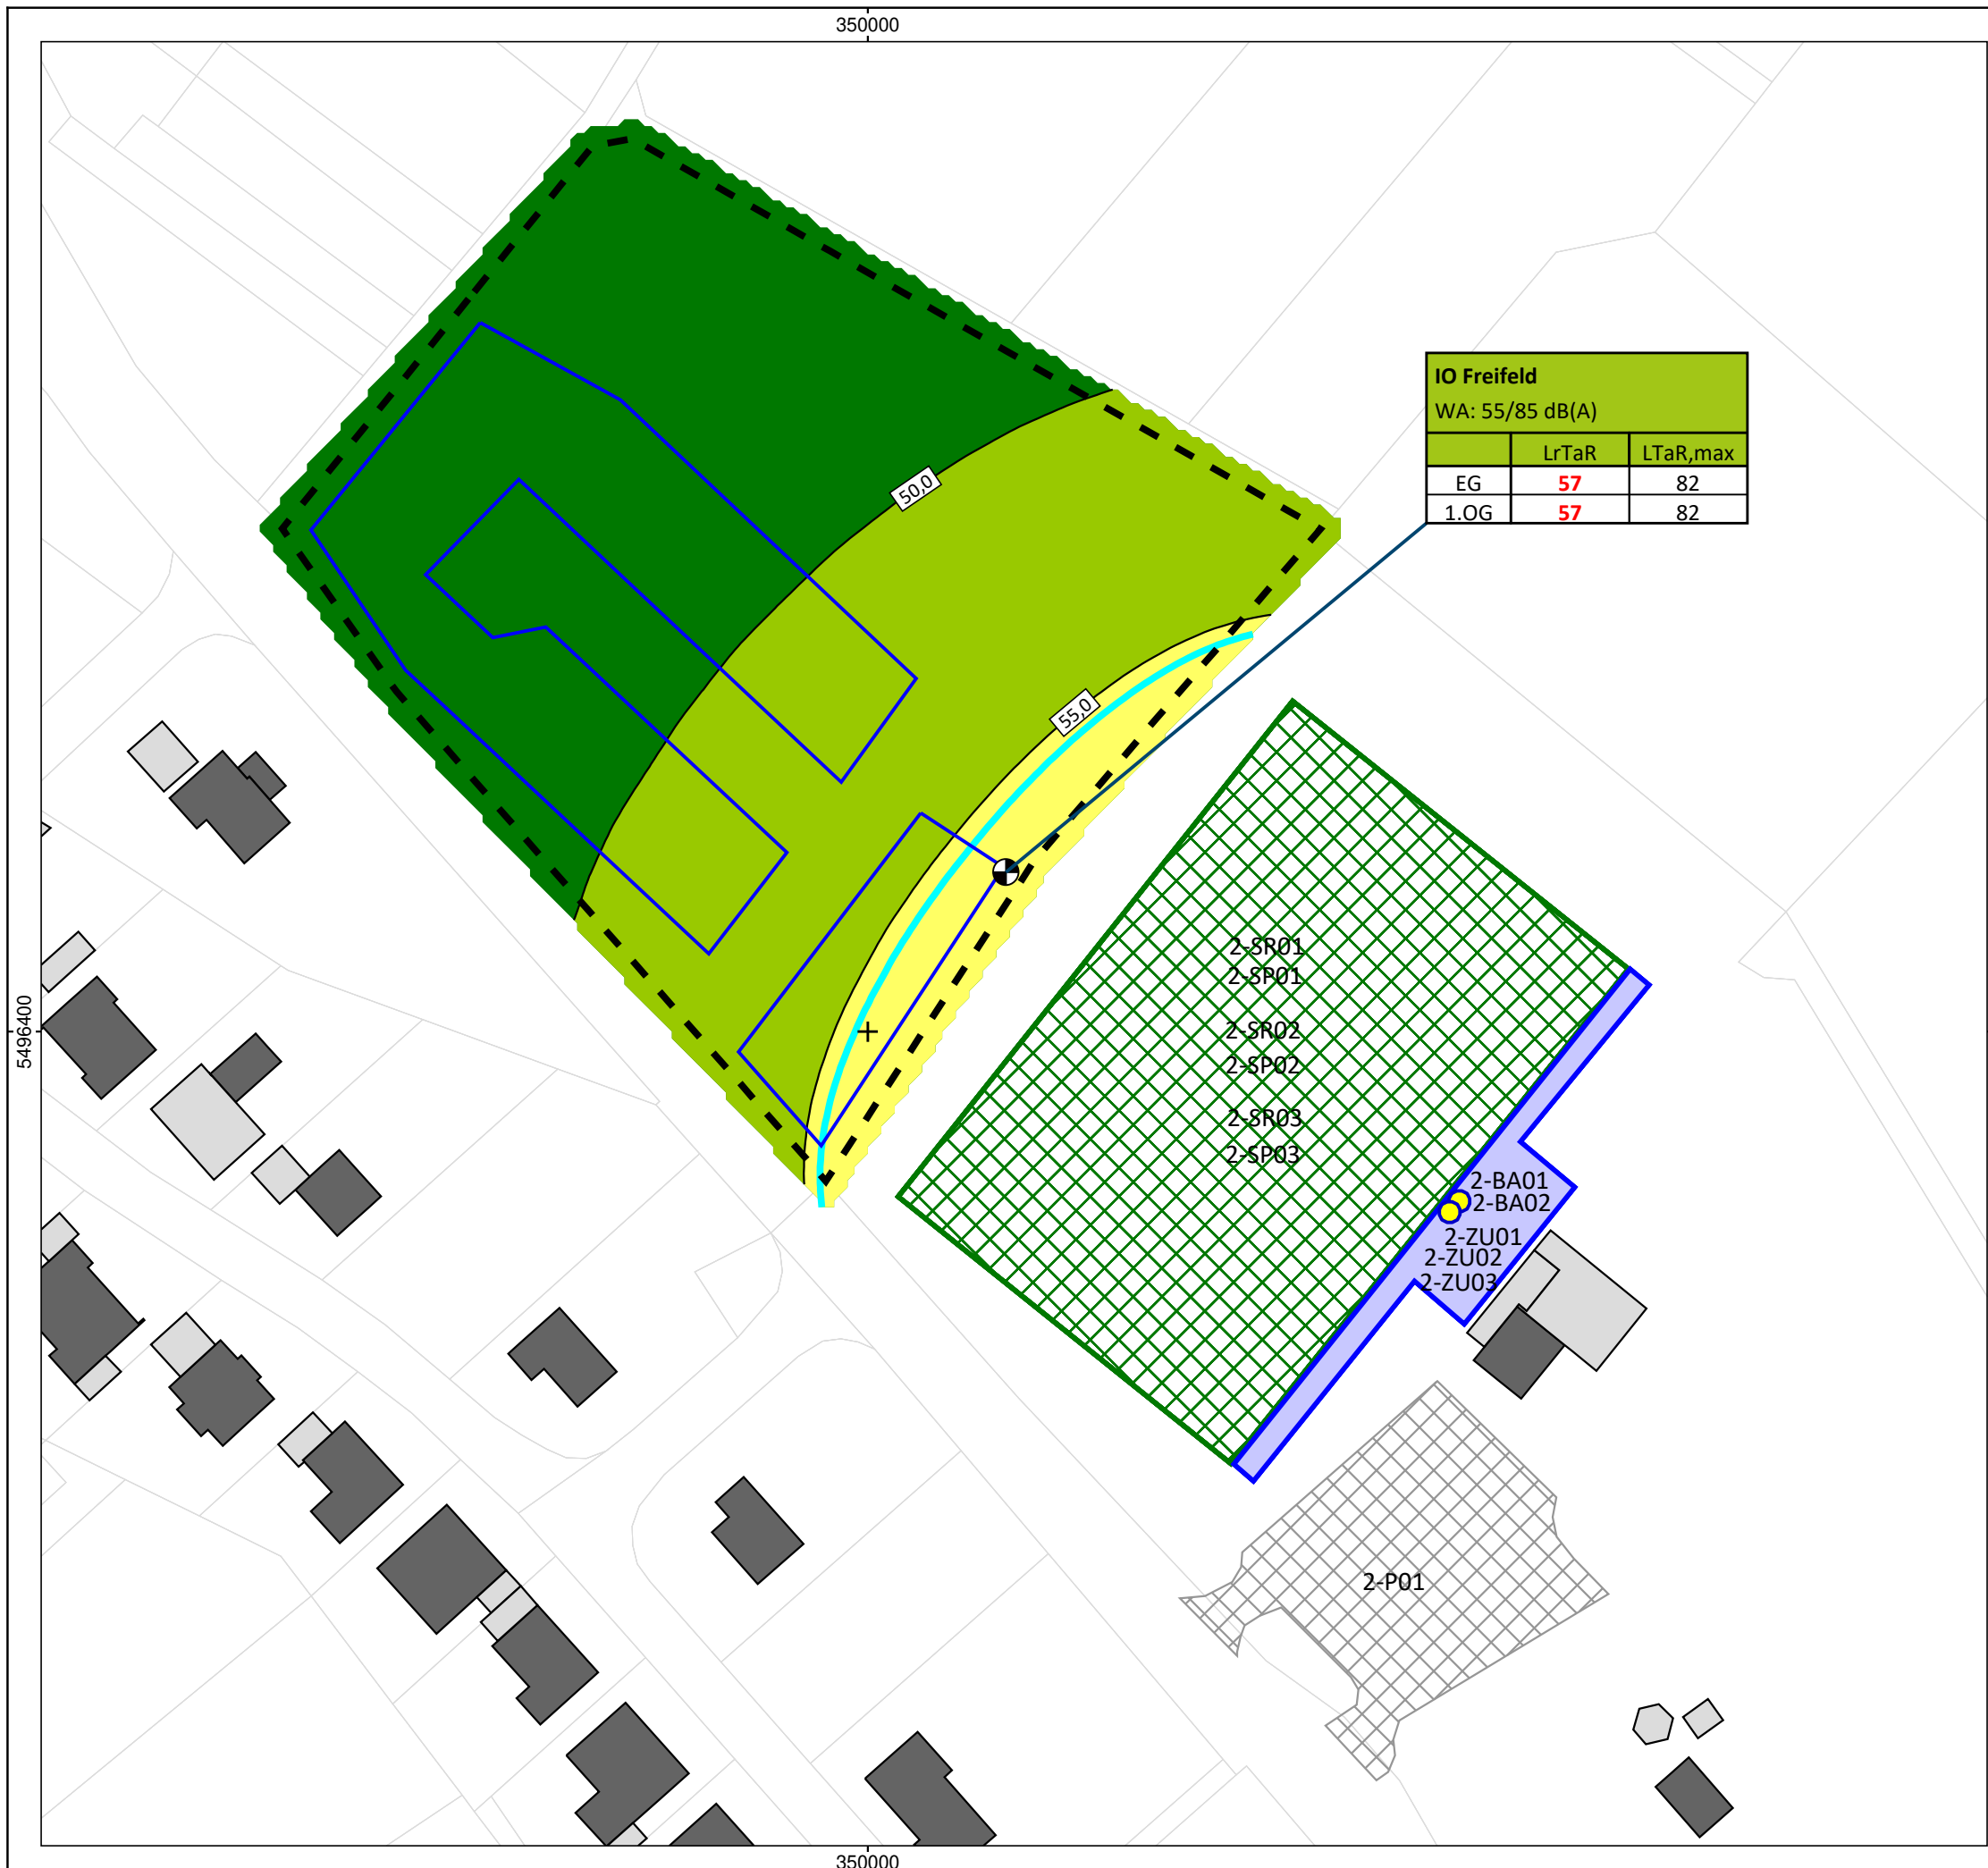 350000
IO Freifeld
WA: 55/85 dB(A)
LrTaR LTaR,max
EG 57 82
1.OG 57 82
50,0
55,0
2-SR01
2-SP01
5496400
2-SR02
2-SP02
2-SR03
2-SP03
2-BA01
2-BA02
2-ZU01
2-ZU02
2-ZU03
2-P01
350000